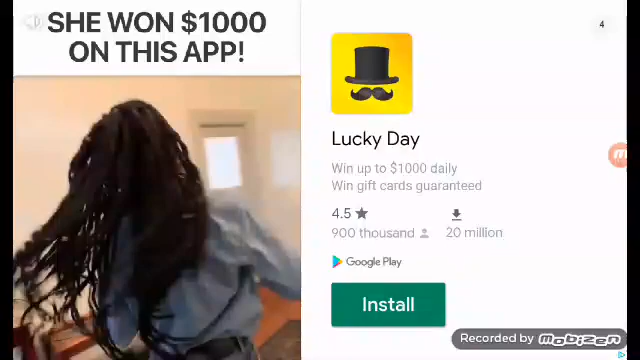 SHE WON $1000
ON THIS APP!
4
Lucky Day
Win up to $1000 daily
Win gift cards guaranteed
4.5
900 thousand
20 million
Google Play
Install
Recorded by MOBIZEN